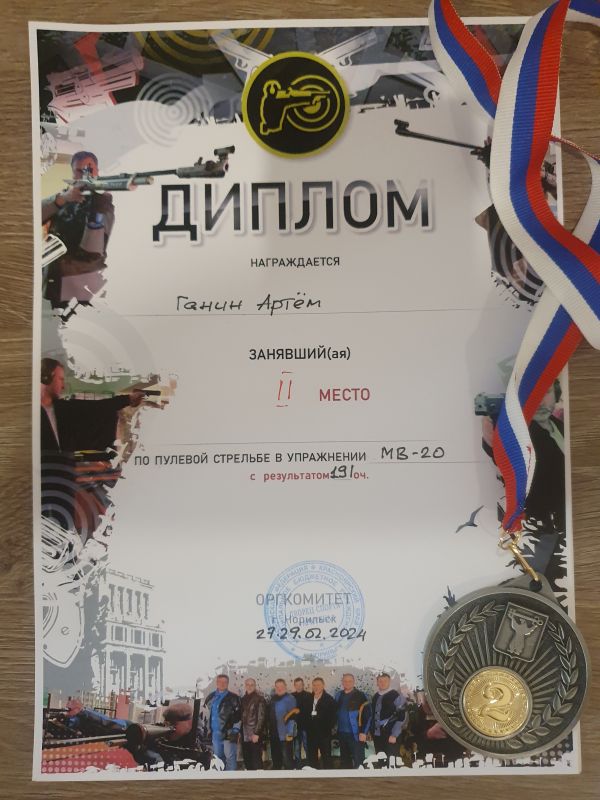 ДИПЛОМ
НАГРАЖДАЕТСЯ
Ганин Артём
ЗАНЯВШИЙ(ая)
II МЕСТО
ПО ПУЛЕВОЙ СТРЕЛЬБЕ В УПРАЖНЕНИИ МВ-20
с результатом 191 оч.
ОРГКОМИТЕТ
г. Норильск
27.29.02.2024
2